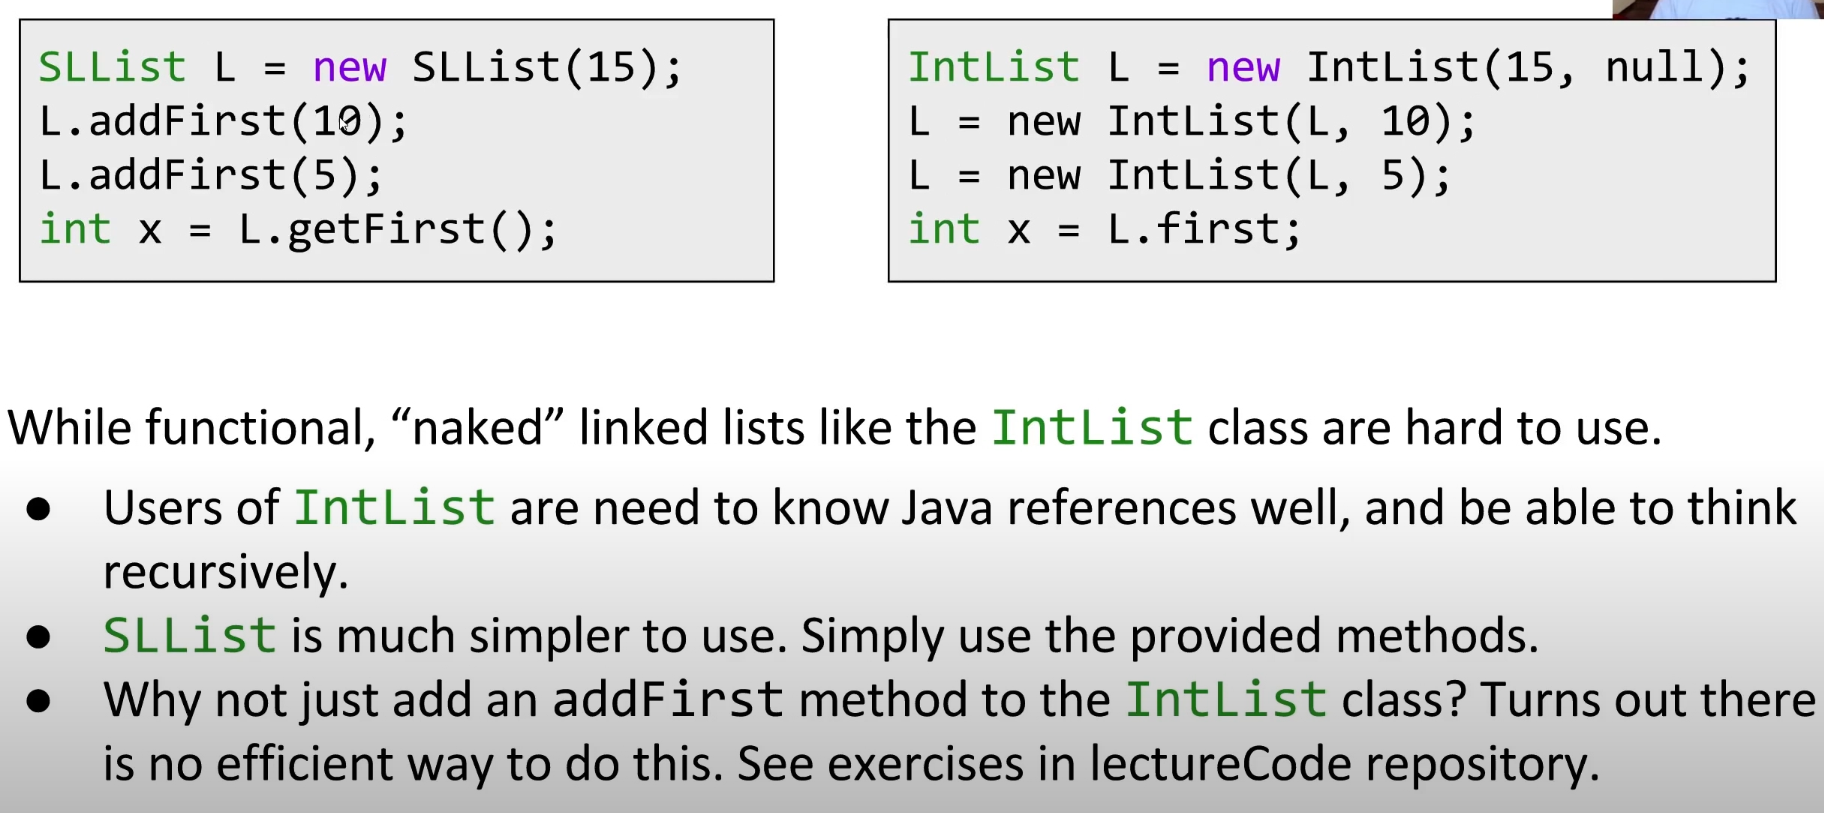 SLList L = new SLList(15);
L.addFirst(10);
L.addFirst(5);
int x = L.getFirst();
IntList L = new IntList(15, null);
L = new IntList(L, 10);
L = new IntList(L, 5);
int x = L.first;
While functional, “naked” linked lists like the IntList class are hard to use.
● Users of IntList are need to know Java references well, and be able to think
recursively.
● SLList is much simpler to use. Simply use the provided methods.
● Why not just add an addFirst method to the IntList class? Turns out there
is no efficient way to do this. See exercises in lectureCode repository.